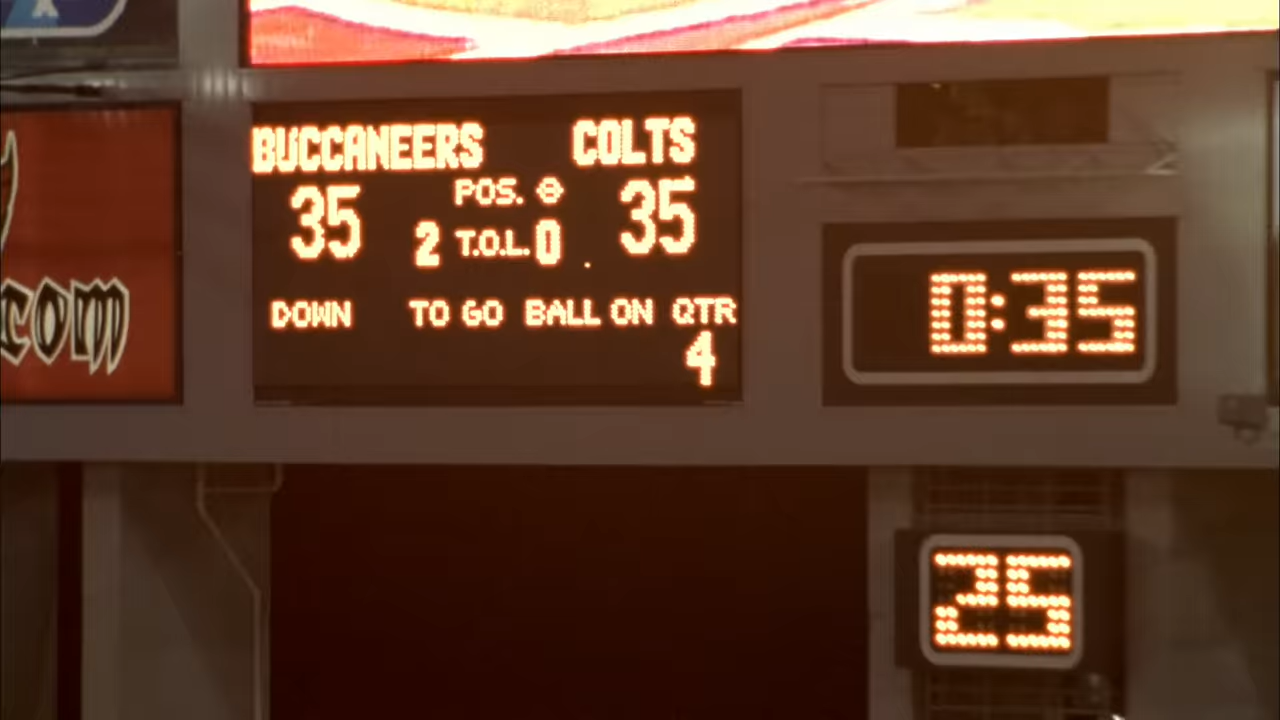 BUCCANEERS COLTS
POS.
35 35
2 T.O.L. 0
DOWN TO GO BALL ON QTR
4
0:35
com
25